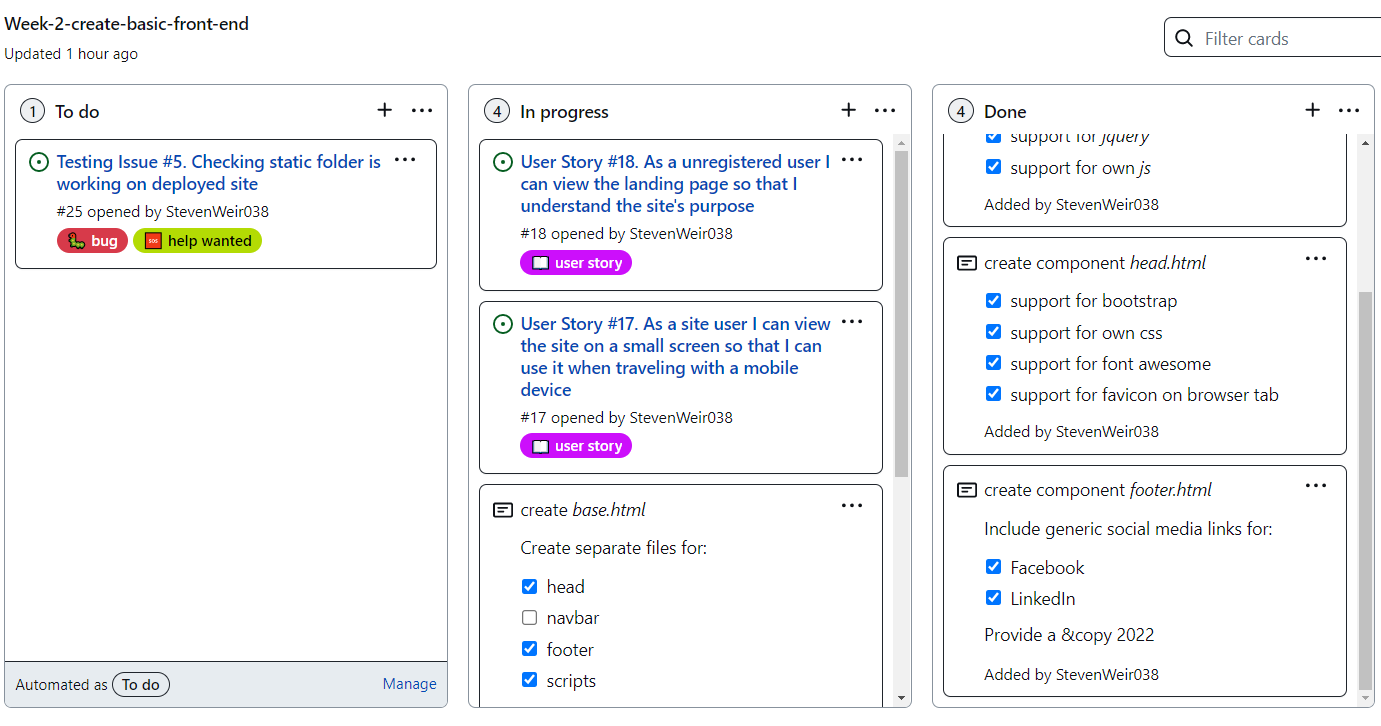 Week-2-create-basic-front-end
Updated 1 hour ago
Filter cards
1 To do
Testing Issue #5. Checking static folder is
working on deployed site
#25 opened by StevenWeir038
bug
SOS help wanted
Automated as To do
Manage
4 In progress
User Story #18. As a unregistered user I
can view the landing page so that I
understand the site's purpose
#18 opened by StevenWeir038
user story
User Story #17. As a site user I can view
the site on a small screen so that I can
use it when traveling with a mobile
device
#17 opened by StevenWeir038
user story
create base.html
Create separate files for:
head
navbar
footer
scripts
4 Done
support for jquery
support for own js
Added by StevenWeir038
create component head.html
support for bootstrap
support for own css
support for font awesome
support for favicon on browser tab
Added by StevenWeir038
create component footer.html
Include generic social media links for:
Facebook
LinkedIn
Provide a &copy 2022
Added by StevenWeir038